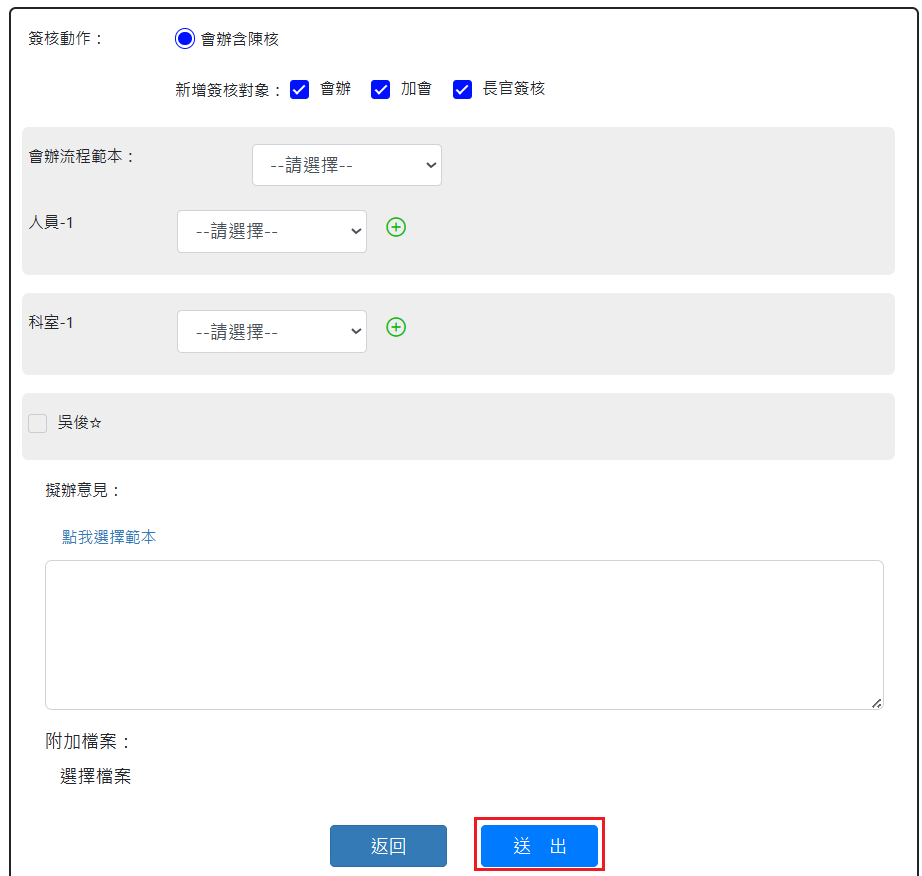 簽核動作： 會辦含陳核
新增簽核對象： 會辦 加會 長官簽核
會辦流程範本： --請選擇--
人員-1 --請選擇--
科室-1 --請選擇--
吳俊☆
擬辦意見：
點我選擇範本
附加檔案：
選擇檔案
返回 送 出